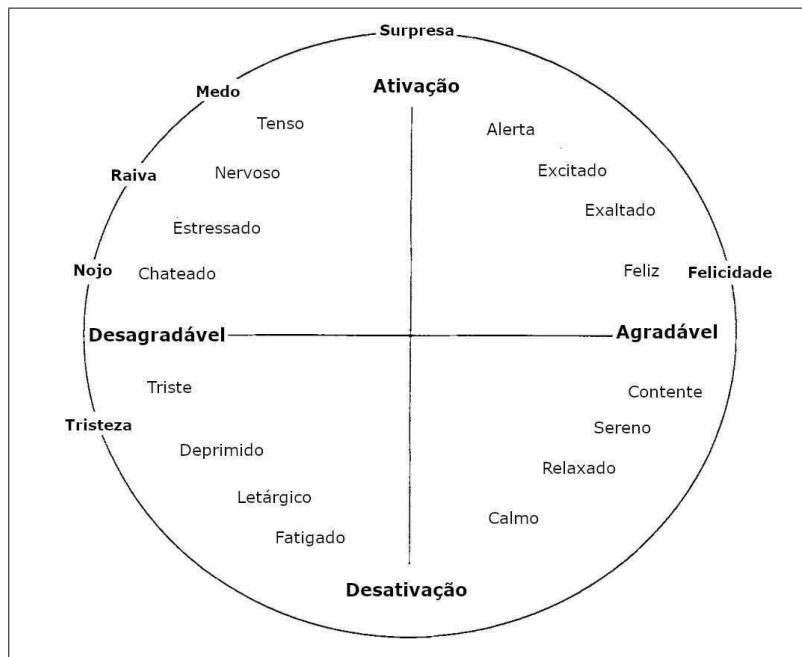 Surpresa
Ativação
Medo
Tenso
Alerta
Raiva
Nervoso
Excitado
Exaltado
Estressado
Nojo
Chateado
Feliz
Felicidade
Desagradável
Agradável
Triste
Contente
Tristeza
Sereno
Deprimido
Relaxado
Letárgico
Calmo
Fatigado
Desativação